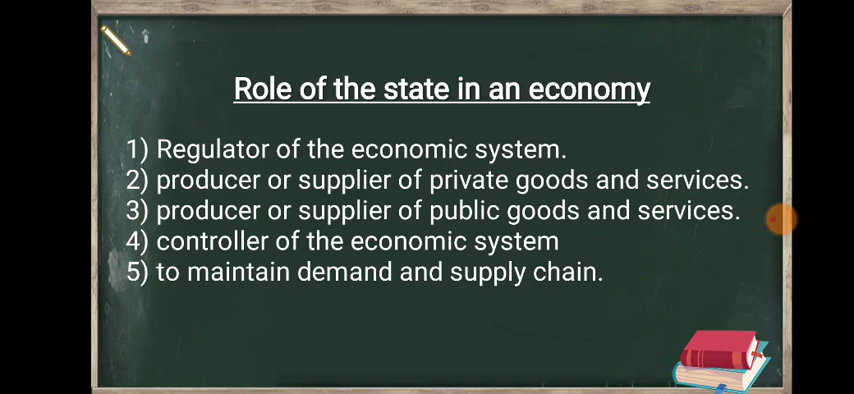 Role of the state in an economy
1) Regulator of the economic system.
2) producer or supplier of private goods and services.
3) producer or supplier of public goods and services.
4) controller of the economic system
5) to maintain demand and supply chain.